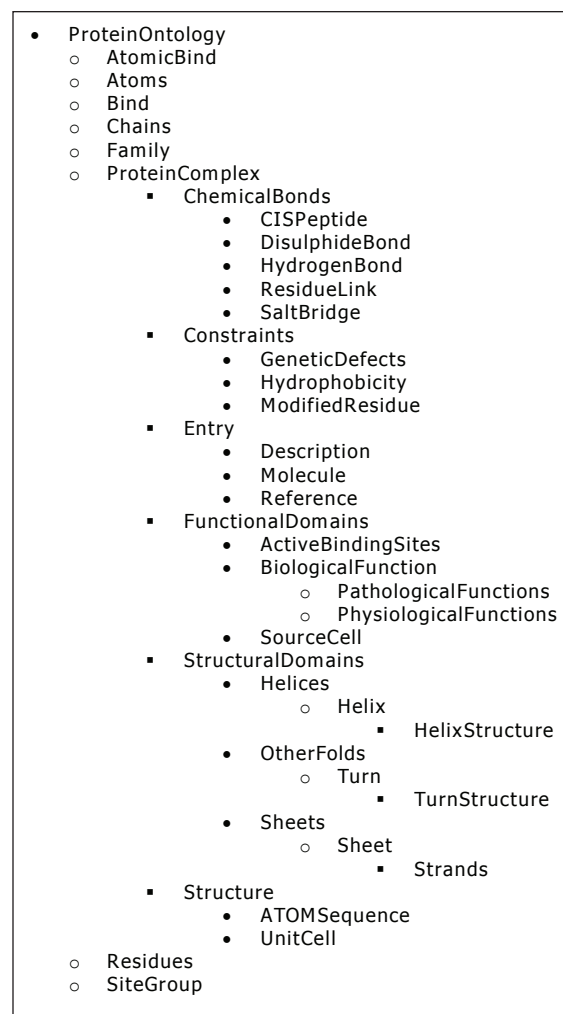 • ProteinOntology
o AtomicBind
o Atoms
o Bind
o Chains
o Family
o ProteinComplex
▪ ChemicalBonds
• CISPeptide
• DisulphideBond
• HydrogenBond
• ResidueLink
• SaltBridge
▪ Constraints
• GeneticDefects
• Hydrophobicity
• ModifiedResidue
▪ Entry
• Description
• Molecule
• Reference
▪ FunctionalDomains
• ActiveBindingSites
• BiologicalFunction
o PathologicalFunctions
o PhysiologicalFunctions
• SourceCell
▪ StructuralDomains
• Helices
o Helix
▪ HelixStructure
• OtherFolds
o Turn
▪ TurnStructure
• Sheets
o Sheet
▪ Strands
▪ Structure
• ATOMSequence
• UnitCell
o Residues
o SiteGroup